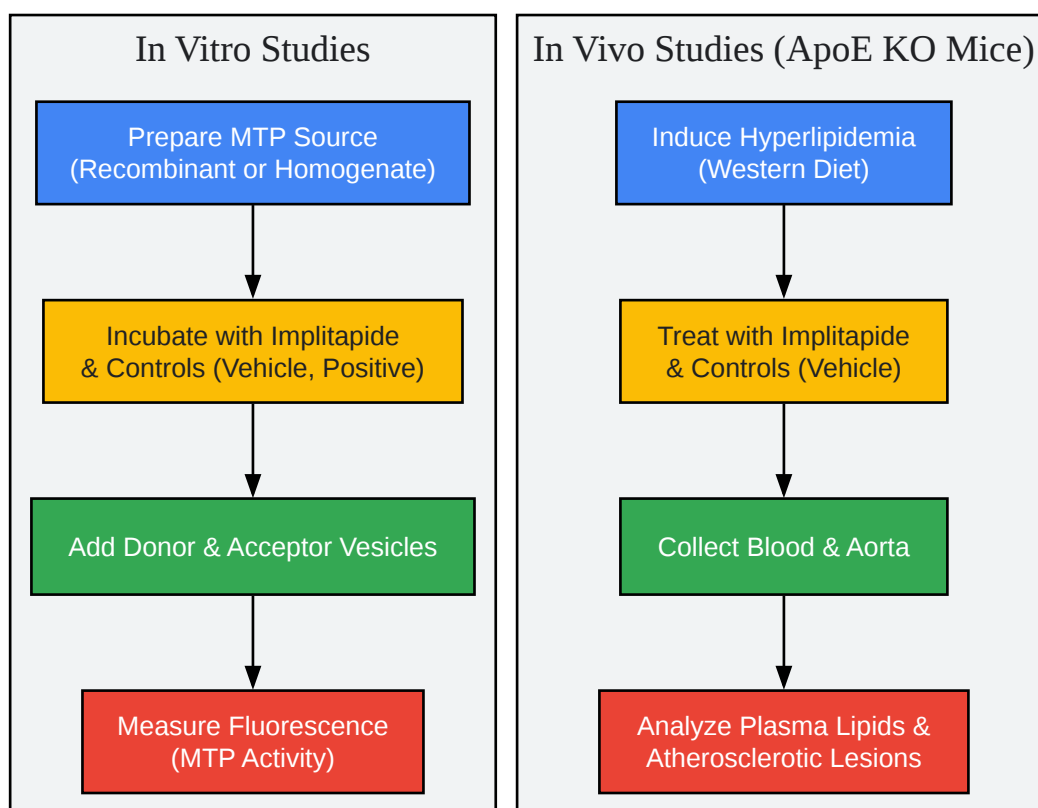 In Vitro Studies
Prepare MTP Source
(Recombinant or Homogenate)
Incubate with Implitapide
& Controls (Vehicle, Positive)
Add Donor & Acceptor Vesicles
Measure Fluorescence
(MTP Activity)
In Vivo Studies (ApoE KO Mice)
Induce Hyperlipidemia
(Western Diet)
Treat with Implitapide
& Controls (Vehicle)
Collect Blood & Aorta
Analyze Plasma Lipids &
Atherosclerotic Lesions